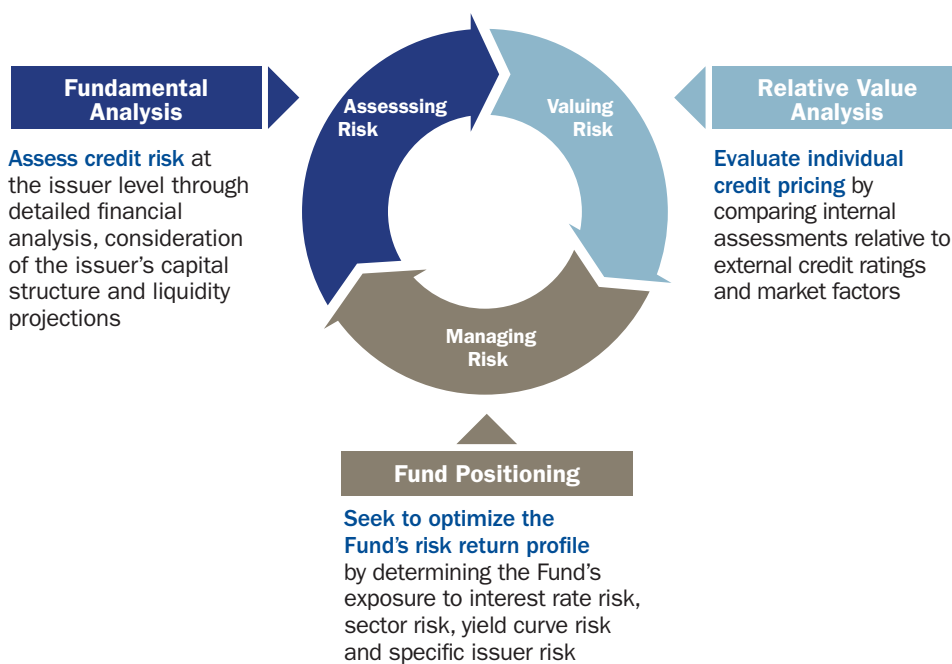 Fundamental
Analysis
Assess credit risk at
the issuer level through
detailed financial
analysis, consideration
of the issuer’s capital
structure and liquidity
projections
Assesssing
Risk
Valuing
Risk
Managing
Risk
Relative Value
Analysis
Evaluate individual
credit pricing by
comparing internal
assessments relative to
external credit ratings
and market factors
Fund Positioning
Seek to optimize the
Fund’s risk return profile
by determining the Fund’s
exposure to interest rate risk,
sector risk, yield curve risk
and specific issuer risk